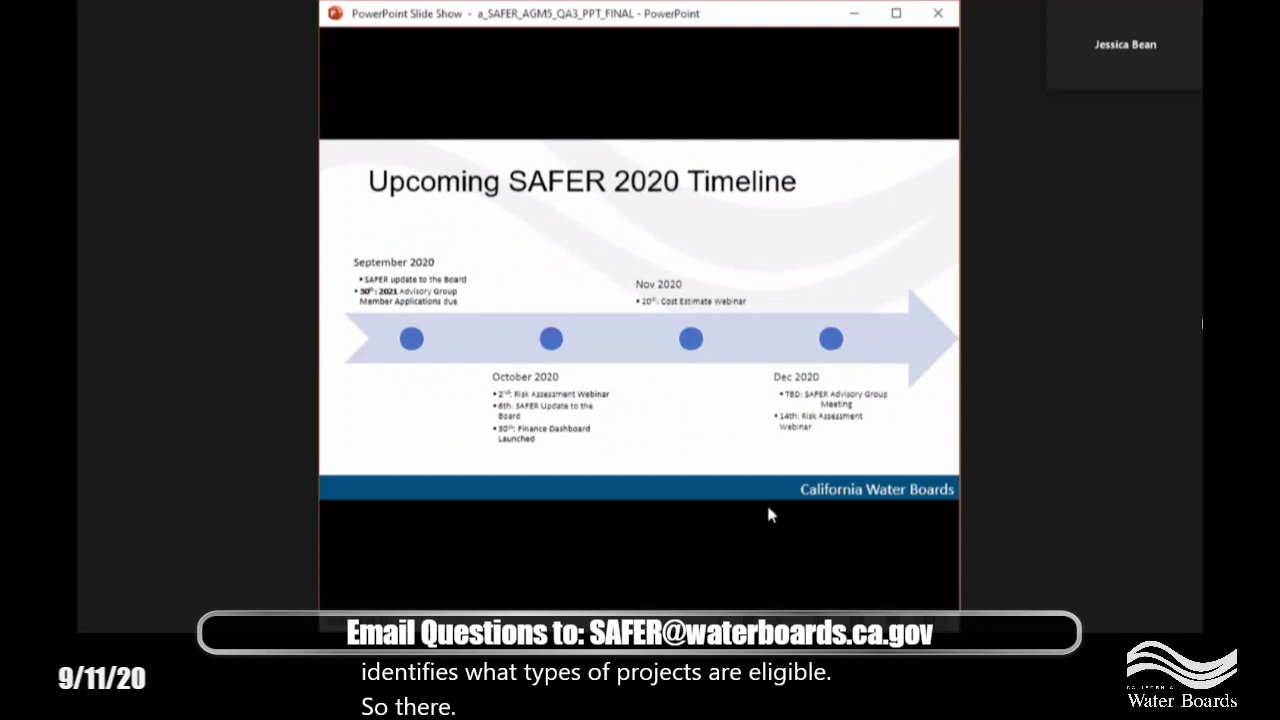 PowerPoint Slide Show - a_SAFER_AGM5_QA3_PPT_FINAL - PowerPoint
Jessica Bean
Upcoming SAFER 2020 Timeline
September 2020
• SAFER update to the Board
• 30th: 2021 Advisory Group
Member Applications due
Nov 2020
• 20th: Cost Estimate Webinar
October 2020
• 2nd: Risk Assessment Webinar
• 6th: SAFER Update to the
Board
• 30th: Finance Dashboard
Launched
Dec 2020
• TBD: SAFER Advisory Group
Meeting
• 14th: Risk Assessment
Webinar
California Water Boards
Email Questions to: SAFER@waterboards.ca.gov
9/11/20
identifies what types of projects are eligible.
So there.
CALIFORNIA
Water Boards